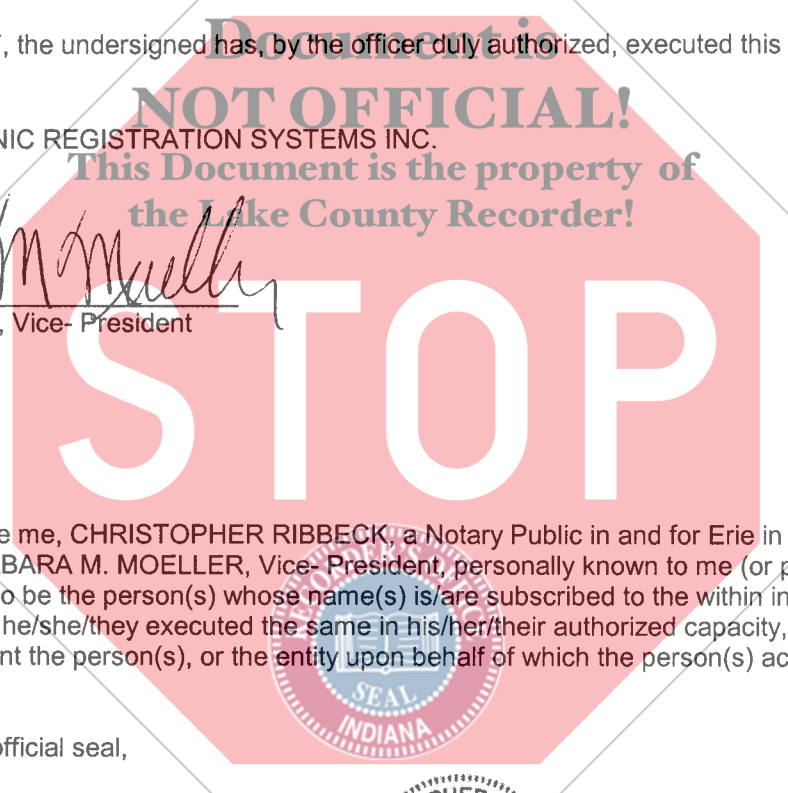 Document is
, the undersigned has, by the officer duly authorized, executed this
NOT OFFICIAL!
NIC REGISTRATION SYSTEMS INC.
This Document is the property of
the Lake County Recorder!
M Moeller
, Vice- President
STOP
e me, CHRISTOPHER RIBBECK, a Notary Public in and for Erie in
BARA M. MOELLER, Vice- President, personally known to me (or p
o be the person(s) whose name(s) is/are subscribed to the within in
he/she/they executed the same in his/her/their authorized capacity,
nt the person(s), or the entity upon behalf of which the person(s) ac
RECORDER'S OFFICE
SEAL
INDIANA
official seal,